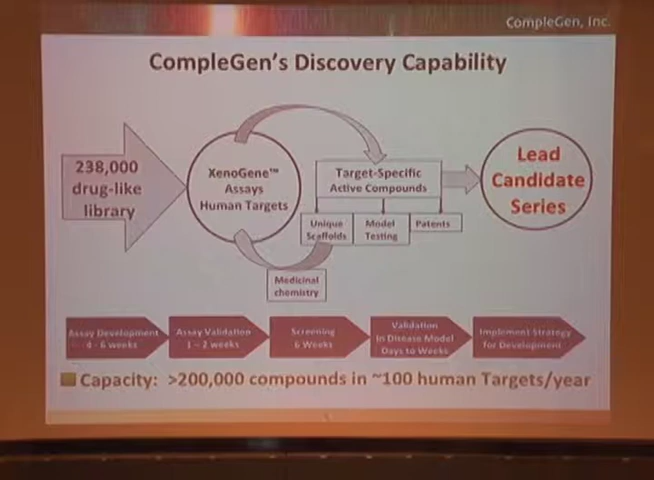 CompleGen, Inc.
CompleGen's Discovery Capability
238,000
drug-like
library
XenoGene™
Assays
Human Targets
Target-Specific
Active Compounds
Unique
Scaffolds
Model
Testing
Patents
Medicinal
chemistry
Lead
Candidate
Series
Assay Development
4 - 6 weeks
Assay Validation
1 – 2 weeks
Screening
6 Weeks
Validation
in Disease Model
Days to Weeks
Implement Strategy
for Development
Capacity: >200,000 compounds in ~100 human Targets/year